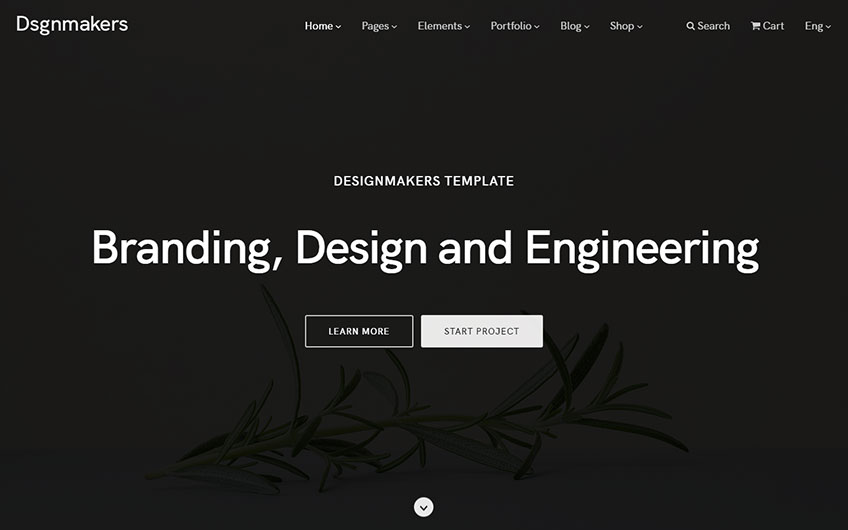 Dsgnmakers
Home Pages Elements Portfolio Blog Shop Search Cart Eng
DESIGNMAKERS TEMPLATE
Branding, Design and Engineering
LEARN MORE START PROJECT